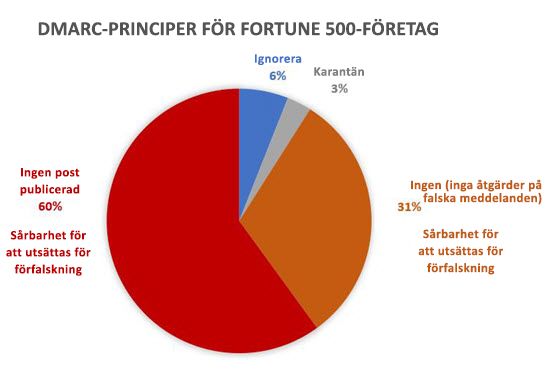 DMARC-PRINCIPER FÖR FORTUNE 500-FÖRETAG
Ignorera
6%
Karantän
3%
Ingen post
publicerad
60%
Sårbarhet för
att utsättas för
förfalskning
Ingen (inga åtgärder på
31% falska meddelanden)
Sårbarhet för
att utsättas för
förfalskning